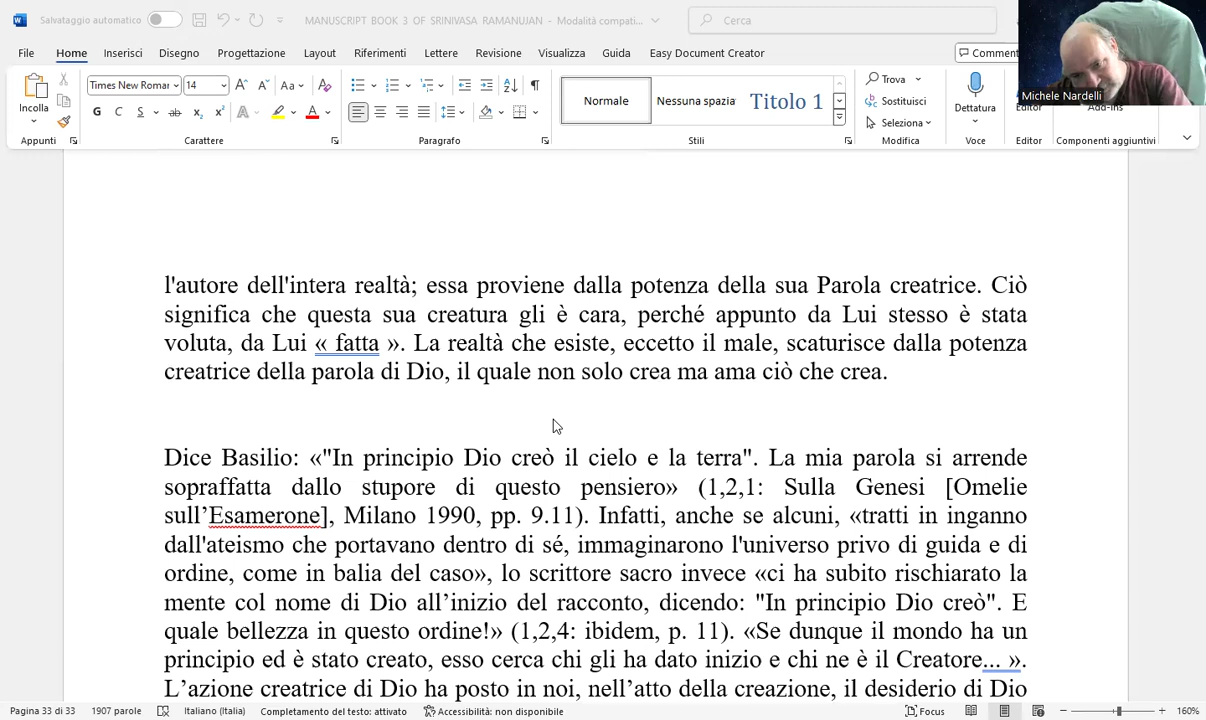 Salvataggio automatico
MANUSCRIPT BOOK 3 OF SRINIVASA RAMANUJAN - Modalità compati...
Cerca
File Home Inserisci Disegno Progettazione Layout Riferimenti Lettere Revisione Visualizza Guida Easy Document Creator
Comment
Incolla
Times New Roman 14
Aa
G C S ab x₂ x² A A
Normale Nessuna spazia Titolo 1
Trova
Sostituisci
Seleziona
Dettatura
Editor
Add-ins
Michele Nardelli
Appunti Carattere Paragrafo Stili Modifica Voce Editor Componenti aggiuntivi
l'autore dell'intera realtà; essa proviene dalla potenza della sua Parola creatrice. Ciò
significa che questa sua creatura gli è cara, perché appunto da Lui stesso è stata
voluta, da Lui « fatta ». La realtà che esiste, eccetto il male, scaturisce dalla potenza
creatrice della parola di Dio, il quale non solo crea ma ama ciò che crea.
Dice Basilio: «"In principio Dio creò il cielo e la terra". La mia parola si arrende
sopraffatta dallo stupore di questo pensiero» (1,2,1: Sulla Genesi [Omelie
sull’Esamerone], Milano 1990, pp. 9.11). Infatti, anche se alcuni, «tratti in inganno
dall'ateismo che portavano dentro di sé, immaginarono l'universo privo di guida e di
ordine, come in balia del caso», lo scrittore sacro invece «ci ha subito rischiarato la
mente col nome di Dio all’inizio del racconto, dicendo: "In principio Dio creò". E
quale bellezza in questo ordine!» (1,2,4: ibidem, p. 11). «Se dunque il mondo ha un
principio ed è stato creato, esso cerca chi gli ha dato inizio e chi ne è il Creatore... ».
L’azione creatrice di Dio ha posto in noi, nell’atto della creazione, il desiderio di Dio
Pagina 33 di 33 1907 parole Italiano (Italia) Completamento del testo: attivato Accessibilità: non disponibile Focus 160%